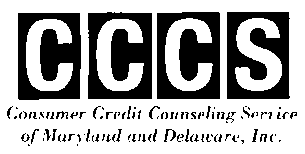 CCCS
Consumer Credit Counseling Service
of Maryland and Delaware, Inc.